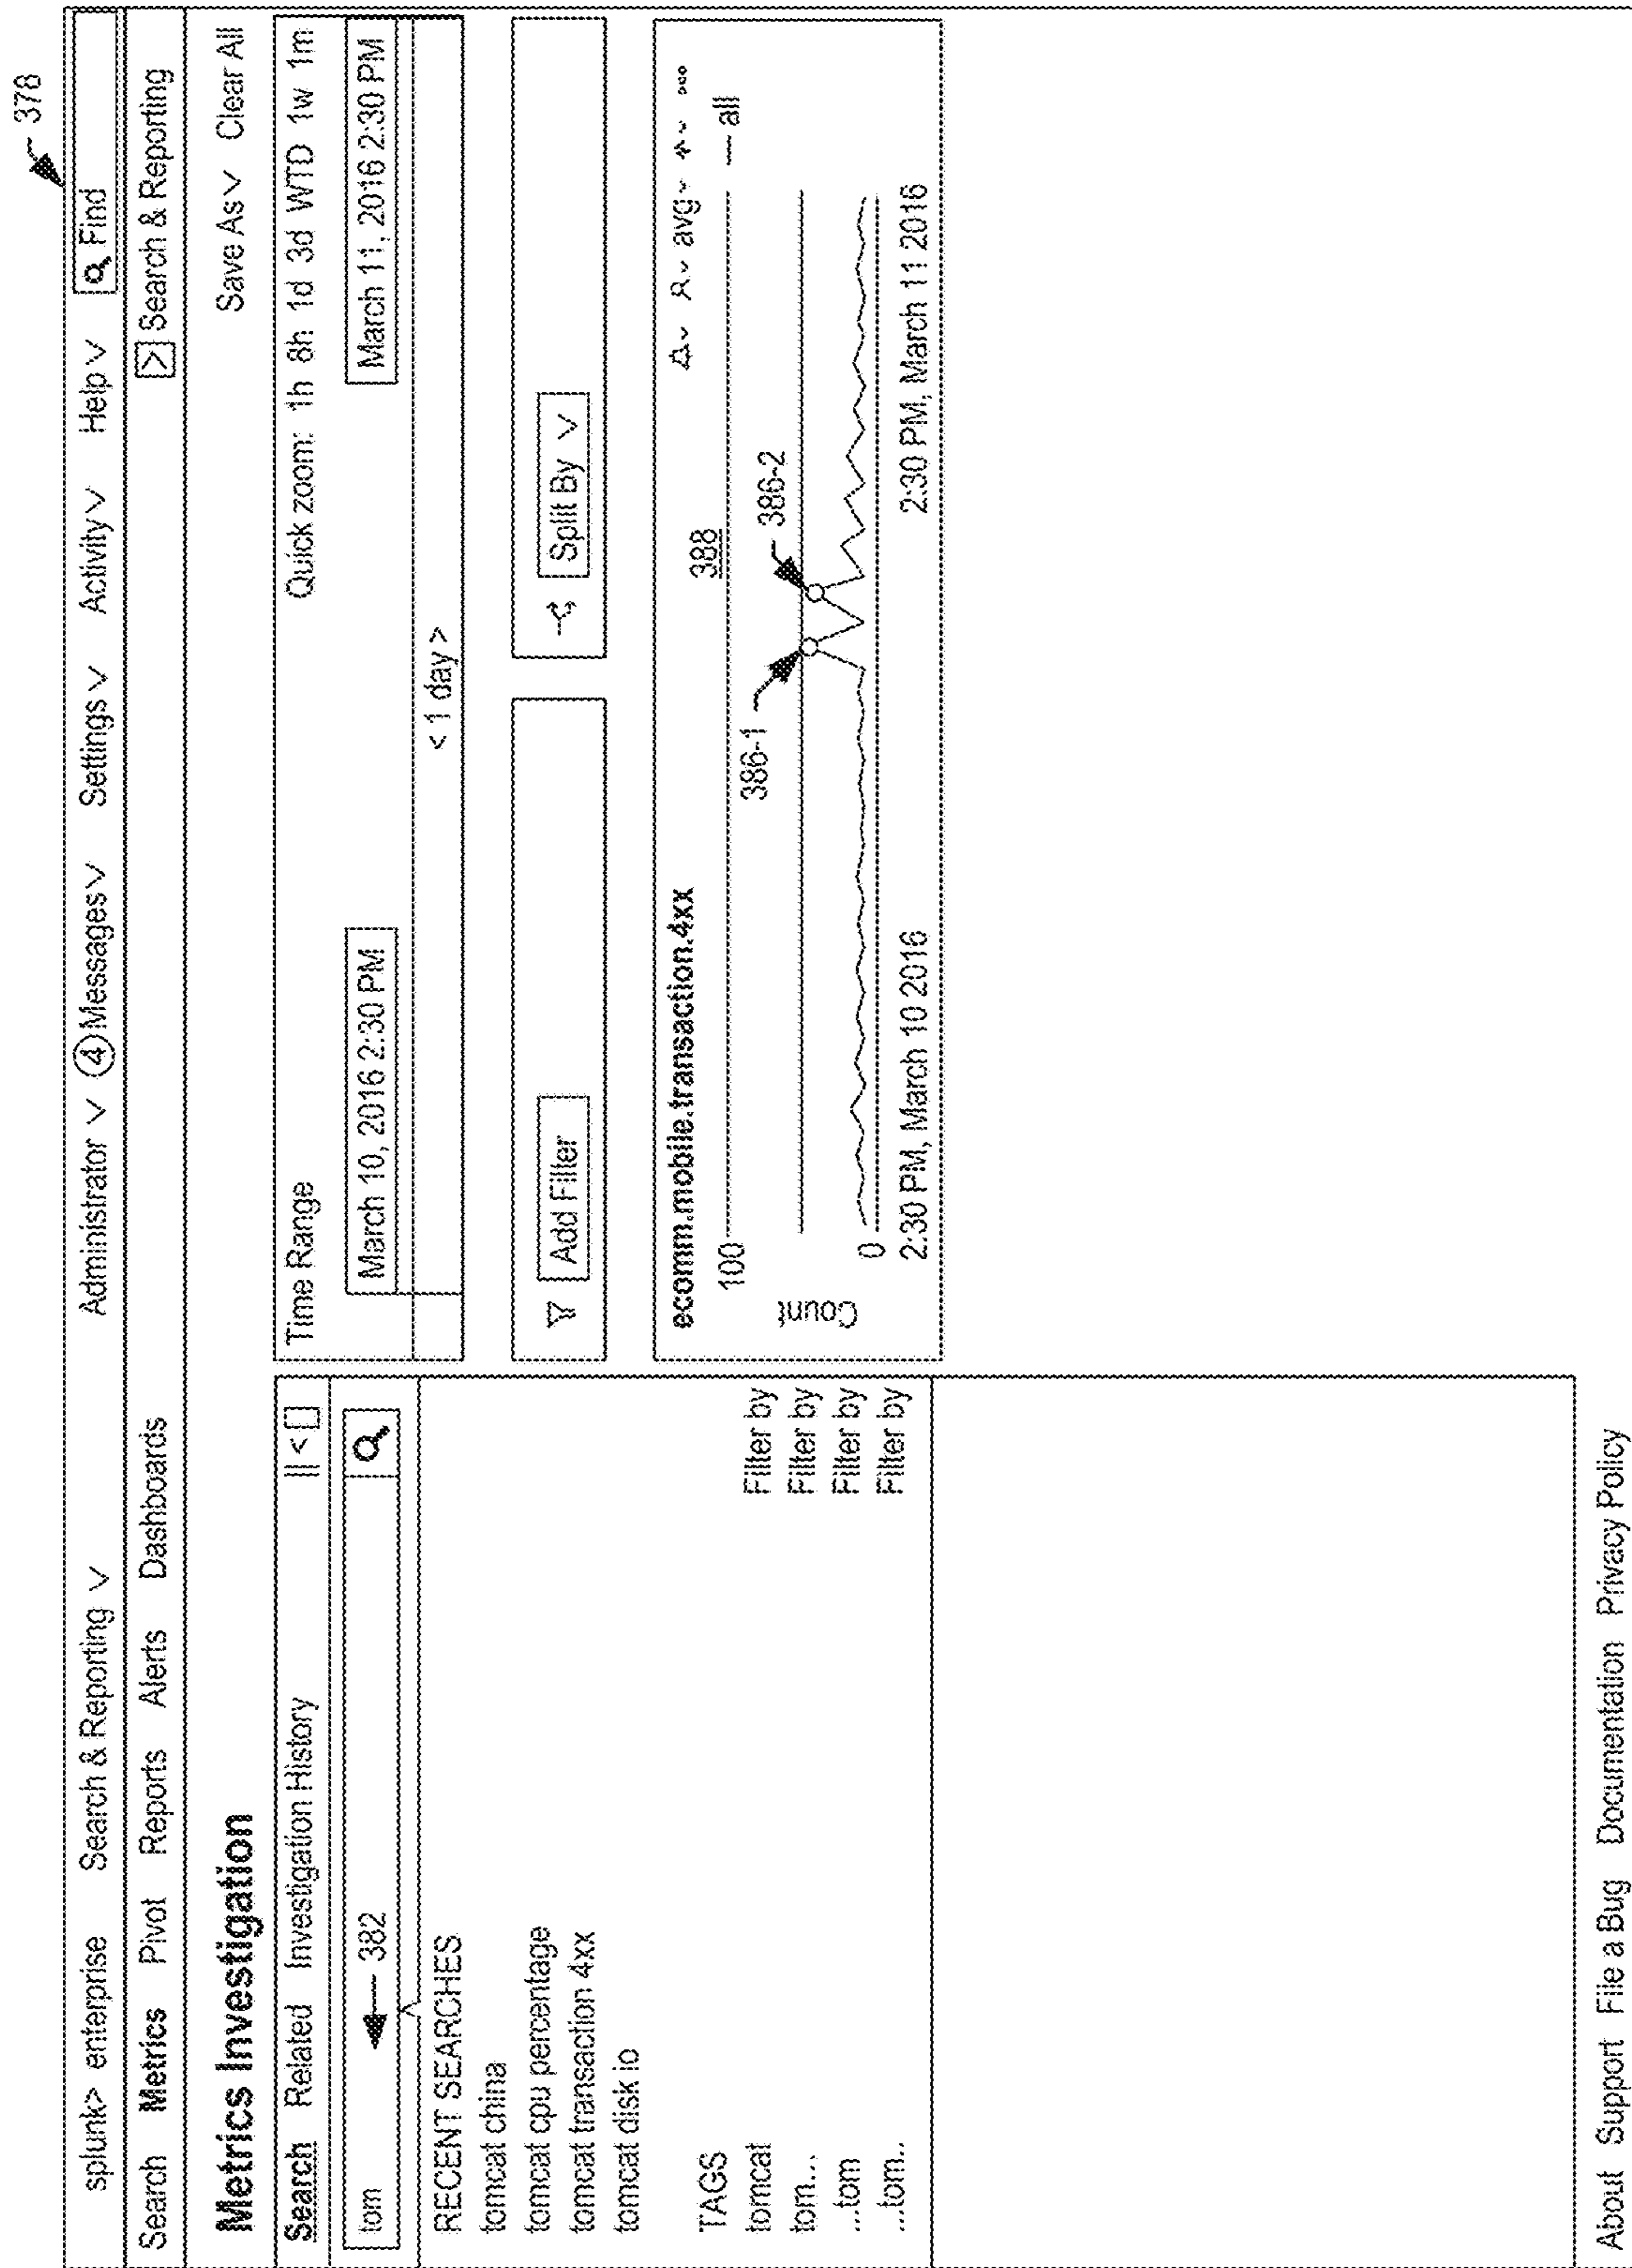 378
splunk> enterprise Search & Reporting ∨ Administrator ∨ ④ Messages ∨ Settings ∨ Activity ∨ Help ∨ Find
Search Metrics Pivot Reports Alerts Dashboards > Search & Reporting
Metrics Investigation Save As ∨ Clear All
Search Related Investigation History || <
tom 382
RECENT SEARCHES
tomcat china
tomcat cpu percentage
tomcat transaction 4xx
tomcat disk io
TAGS
tomcat Filter by
tom... Filter by
...tom Filter by
...tom.. Filter by
Time Range Quick zoom: 1h 8h 1d 3d WTD 1w 1m
March 10, 2016 2:30 PM March 11, 2016 2:30 PM
< 1 day >
Add Filter Split By ∨
ecomm.mobile.transaction.4xx avg ∨ ...
388 — all
100
386-1 386-2
Count
0
2:30 PM, March 10 2016 2:30 PM, March 11 2016
About Support File a Bug Documentation Privacy Policy